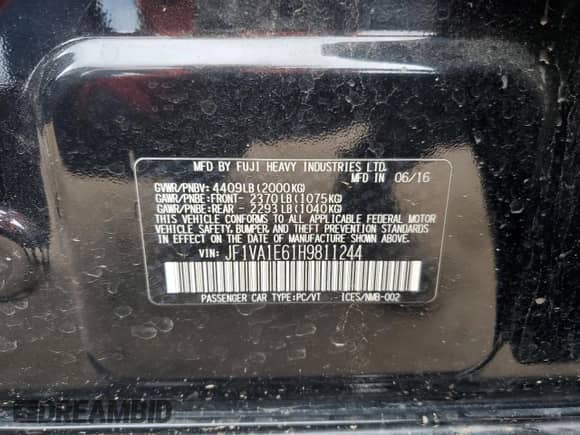 MFD BY FUJI HEAVY INDUSTRIES LTD.
MFD IN 06/16
GVWR/PNBV: 4409LB(2000KG)
GAWR/PNBE:FRONT- 2370LB(1075KG)
GAWR/PNBE:REAR - 2293LB(1040KG)
THIS VEHICLE CONFORMS TO ALL APPLICABLE FEDERAL MOTOR
VEHICLE SAFETY,BUMPER,AND THEFT PREVENTION STANDARDS
IN EFFECT ON THE DATE OF MANUFACTURE SHOWN ABOVE.
VIN: JF1VA1E61H9811244
PASSENGER CAR TYPE:PC/VT ICES/NMB-002
DREAMBID